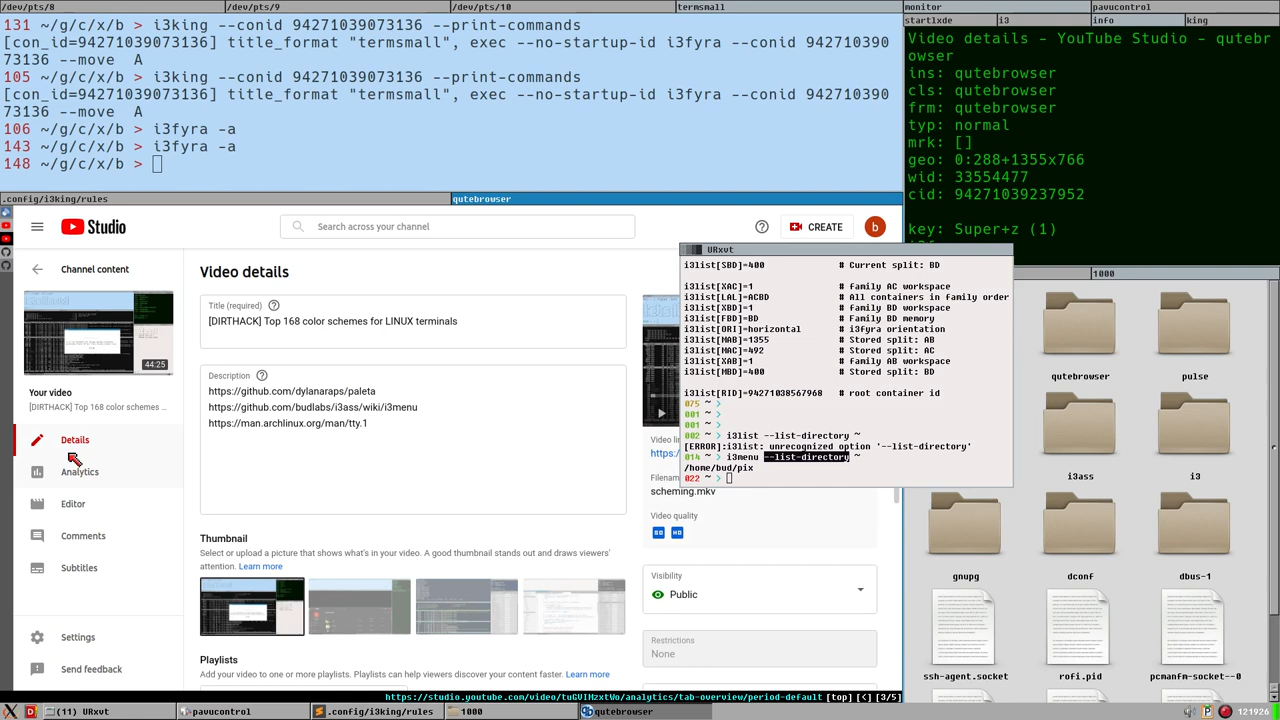 /dev/pts/8 /dev/pts/9 /dev/pts/10 termsmall
131 ~/g/c/x/b > i3king --conid 94271039073136 --print-commands
[con_id=94271039073136] title_format "termsmall", exec --no-startup-id i3fyra --conid 942710390
73136 --move A
105 ~/g/c/x/b > i3king --conid 94271039073136 --print-commands
[con_id=94271039073136] title_format "termsmall", exec --no-startup-id i3fyra --conid 942710390
73136 --move A
106 ~/g/c/x/b > i3fyra -a
143 ~/g/c/x/b > i3fyra -a
148 ~/g/c/x/b >
monitor pavucontrol
startlxde i3 info king
Video details - YouTube Studio - qutebr
owser
ins: qutebrowser
cls: qutebrowser
frm: qutebrowser
typ: normal
mrk: []
geo: 0:288+1355x766
wid: 33554477
cid: 94271039237952
key: Super+z (1)
.config/i3king/rules qutebrowser
Studio
Search across your channel
CREATE
b
Channel content
44:25
Your video
[DIRTHACK] Top 168 color schemes …
Details
Analytics
Editor
Comments
Subtitles
Settings
Send feedback
Video details
Title (required)
[DIRTHACK] Top 168 color schemes for LINUX terminals
Description
https://github.com/dylanaraps/paleta
https://github.com/budlabs/i3ass/wiki/i3menu
https://man.archlinux.org/man/tty.1
Thumbnail
Select or upload a picture that shows what's in your video. A good thumbnail stands out and draws viewers'
attention. Learn more
Playlists
Add your video to one or more playlists. Playlists can help viewers discover your content faster. Learn more
Video link
https:/
Filename
scheming.mkv
Video quality
SD HD
Visibility
Public
Restrictions
None
URxvt
i3list[SBD]=400 # Current split: BD
i3list[XAC]=1 # family AC workspace
i3list[LAL]=ACBD # All containers in family order
i3list[XBD]=1 # Family BD workspace
i3list[FBD]=BD # Family BD memory
i3list[ORI]=horizontal # i3fyra orientation
i3list[MAB]=1355 # Stored split: AB
i3list[MAC]=492 # Stored split: AC
i3list[XAB]=1 # family AB workspace
i3list[MBD]=400 # Stored split: BD
i3list[RID]=94271038567968 # root container id
075 ~ >
001 ~ >
001 ~ >
002 ~ > i3list --list-directory ~
[ERROR]:i3list: unrecognized option '--list-directory'
014 ~ > i3menu --list-directory ~
/home/bud/pix
022 ~ >
1000
qutebrowser pulse
i3ass i3
gnupg dconf dbus-1
ssh-agent.socket rofi.pid pcmanfm-socket--0
https://studio.youtube.com/video/tuGVIMzxtWo/analytics/tab-overview/period-default [top] [<] [3/5]
(11) URxvt pavucontrol .config/i3king/rules 1000 qutebrowser 121926